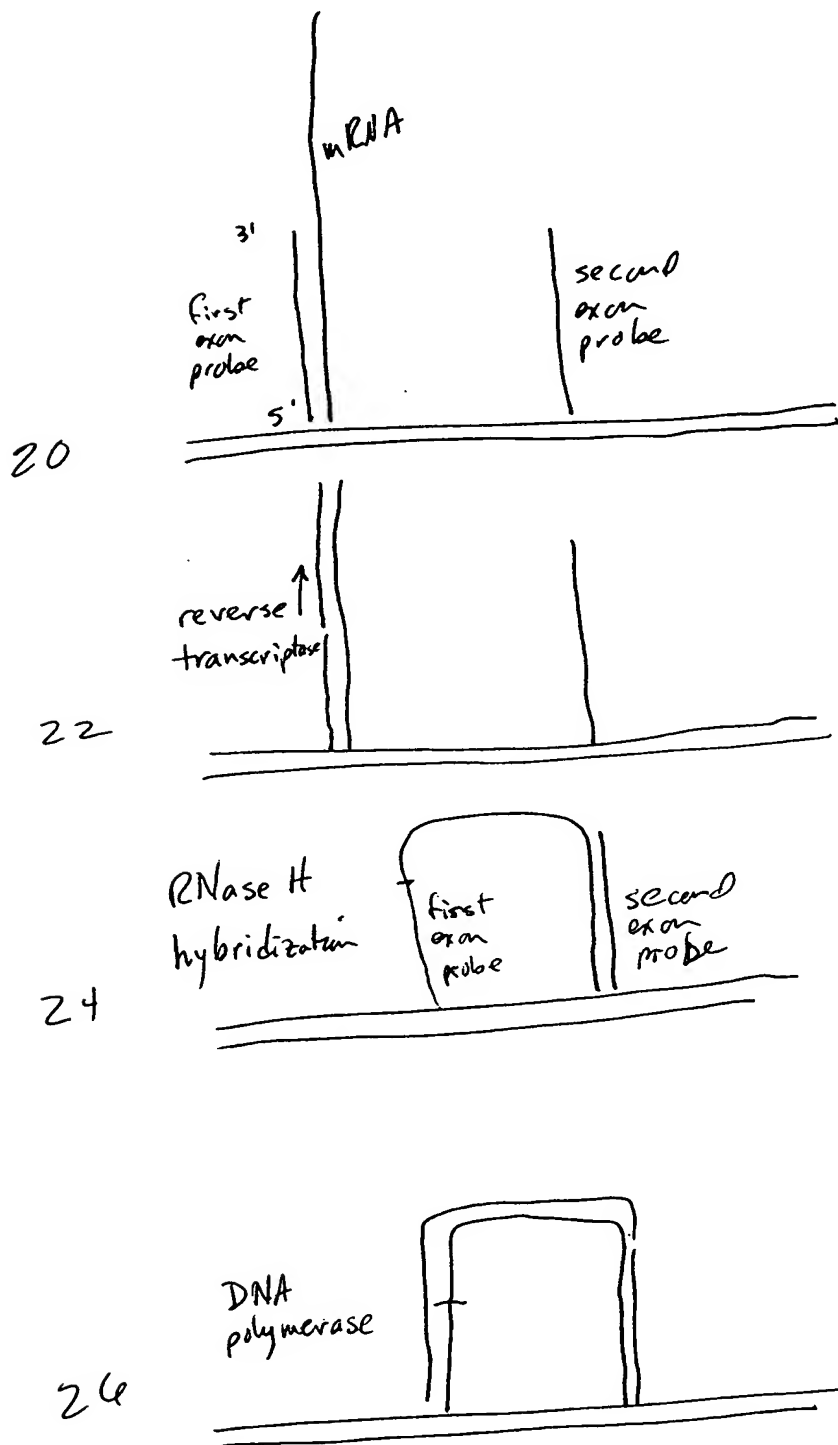 mRNA
3'
first
exon
probe
second
exon
probe
5'
20
reverse
transcriptase
22
RNase H
hybridization
first
exon
probe
second
exon
probe
24
DNA
polymerase
26